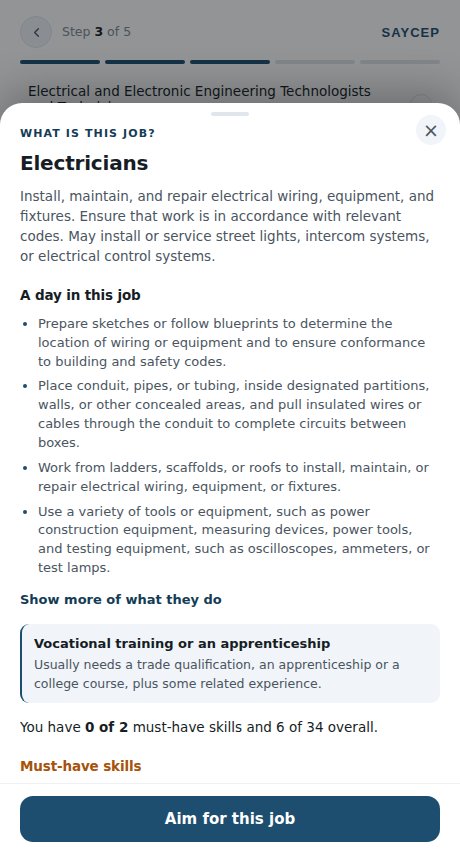 Step 3 of 5
SAYCEP
Electrical and Electronic Engineering Technologists
WHAT IS THIS JOB?
Electricians
Install, maintain, and repair electrical wiring, equipment, and
fixtures. Ensure that work is in accordance with relevant
codes. May install or service street lights, intercom systems,
or electrical control systems.
A day in this job
• Prepare sketches or follow blueprints to determine the
location of wiring or equipment and to ensure conformance
to building and safety codes.
• Place conduit, pipes, or tubing, inside designated partitions,
walls, or other concealed areas, and pull insulated wires or
cables through the conduit to complete circuits between
boxes.
• Work from ladders, scaffolds, or roofs to install, maintain, or
repair electrical wiring, equipment, or fixtures.
• Use a variety of tools or equipment, such as power
construction equipment, measuring devices, power tools,
and testing equipment, such as oscilloscopes, ammeters, or
test lamps.
Show more of what they do
Vocational training or an apprenticeship
Usually needs a trade qualification, an apprenticeship or a
college course, plus some related experience.
You have 0 of 2 must-have skills and 6 of 34 overall.
Must-have skills
Aim for this job